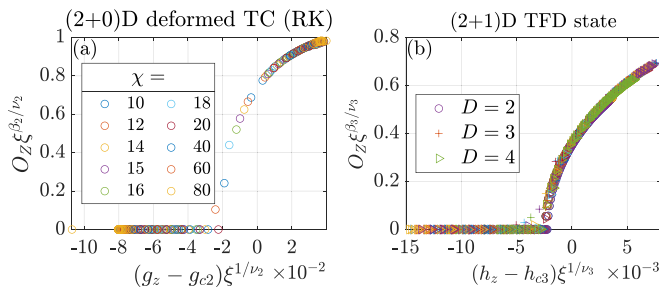 (2+0)D deformed TC (RK)
(2+1)D TFD state
(a)
(b)
O_Z ξ^{β_2/ν_2}
1
0.8
0.6
0.4
0.2
0
χ =
10 18
12 20
14 40
15 60
16 80
-10 -8 -6 -4 -2 0 2
(g_z − g_{c2})ξ^{1/ν_2} ×10^{-2}
O_Z ξ^{β_3/ν_3}
0.8
0.6
0.4
0.2
0
D = 2
D = 3
D = 4
-15 -10 -5 0 5
(h_z − h_{c3})ξ^{1/ν_3} ×10^{-3}